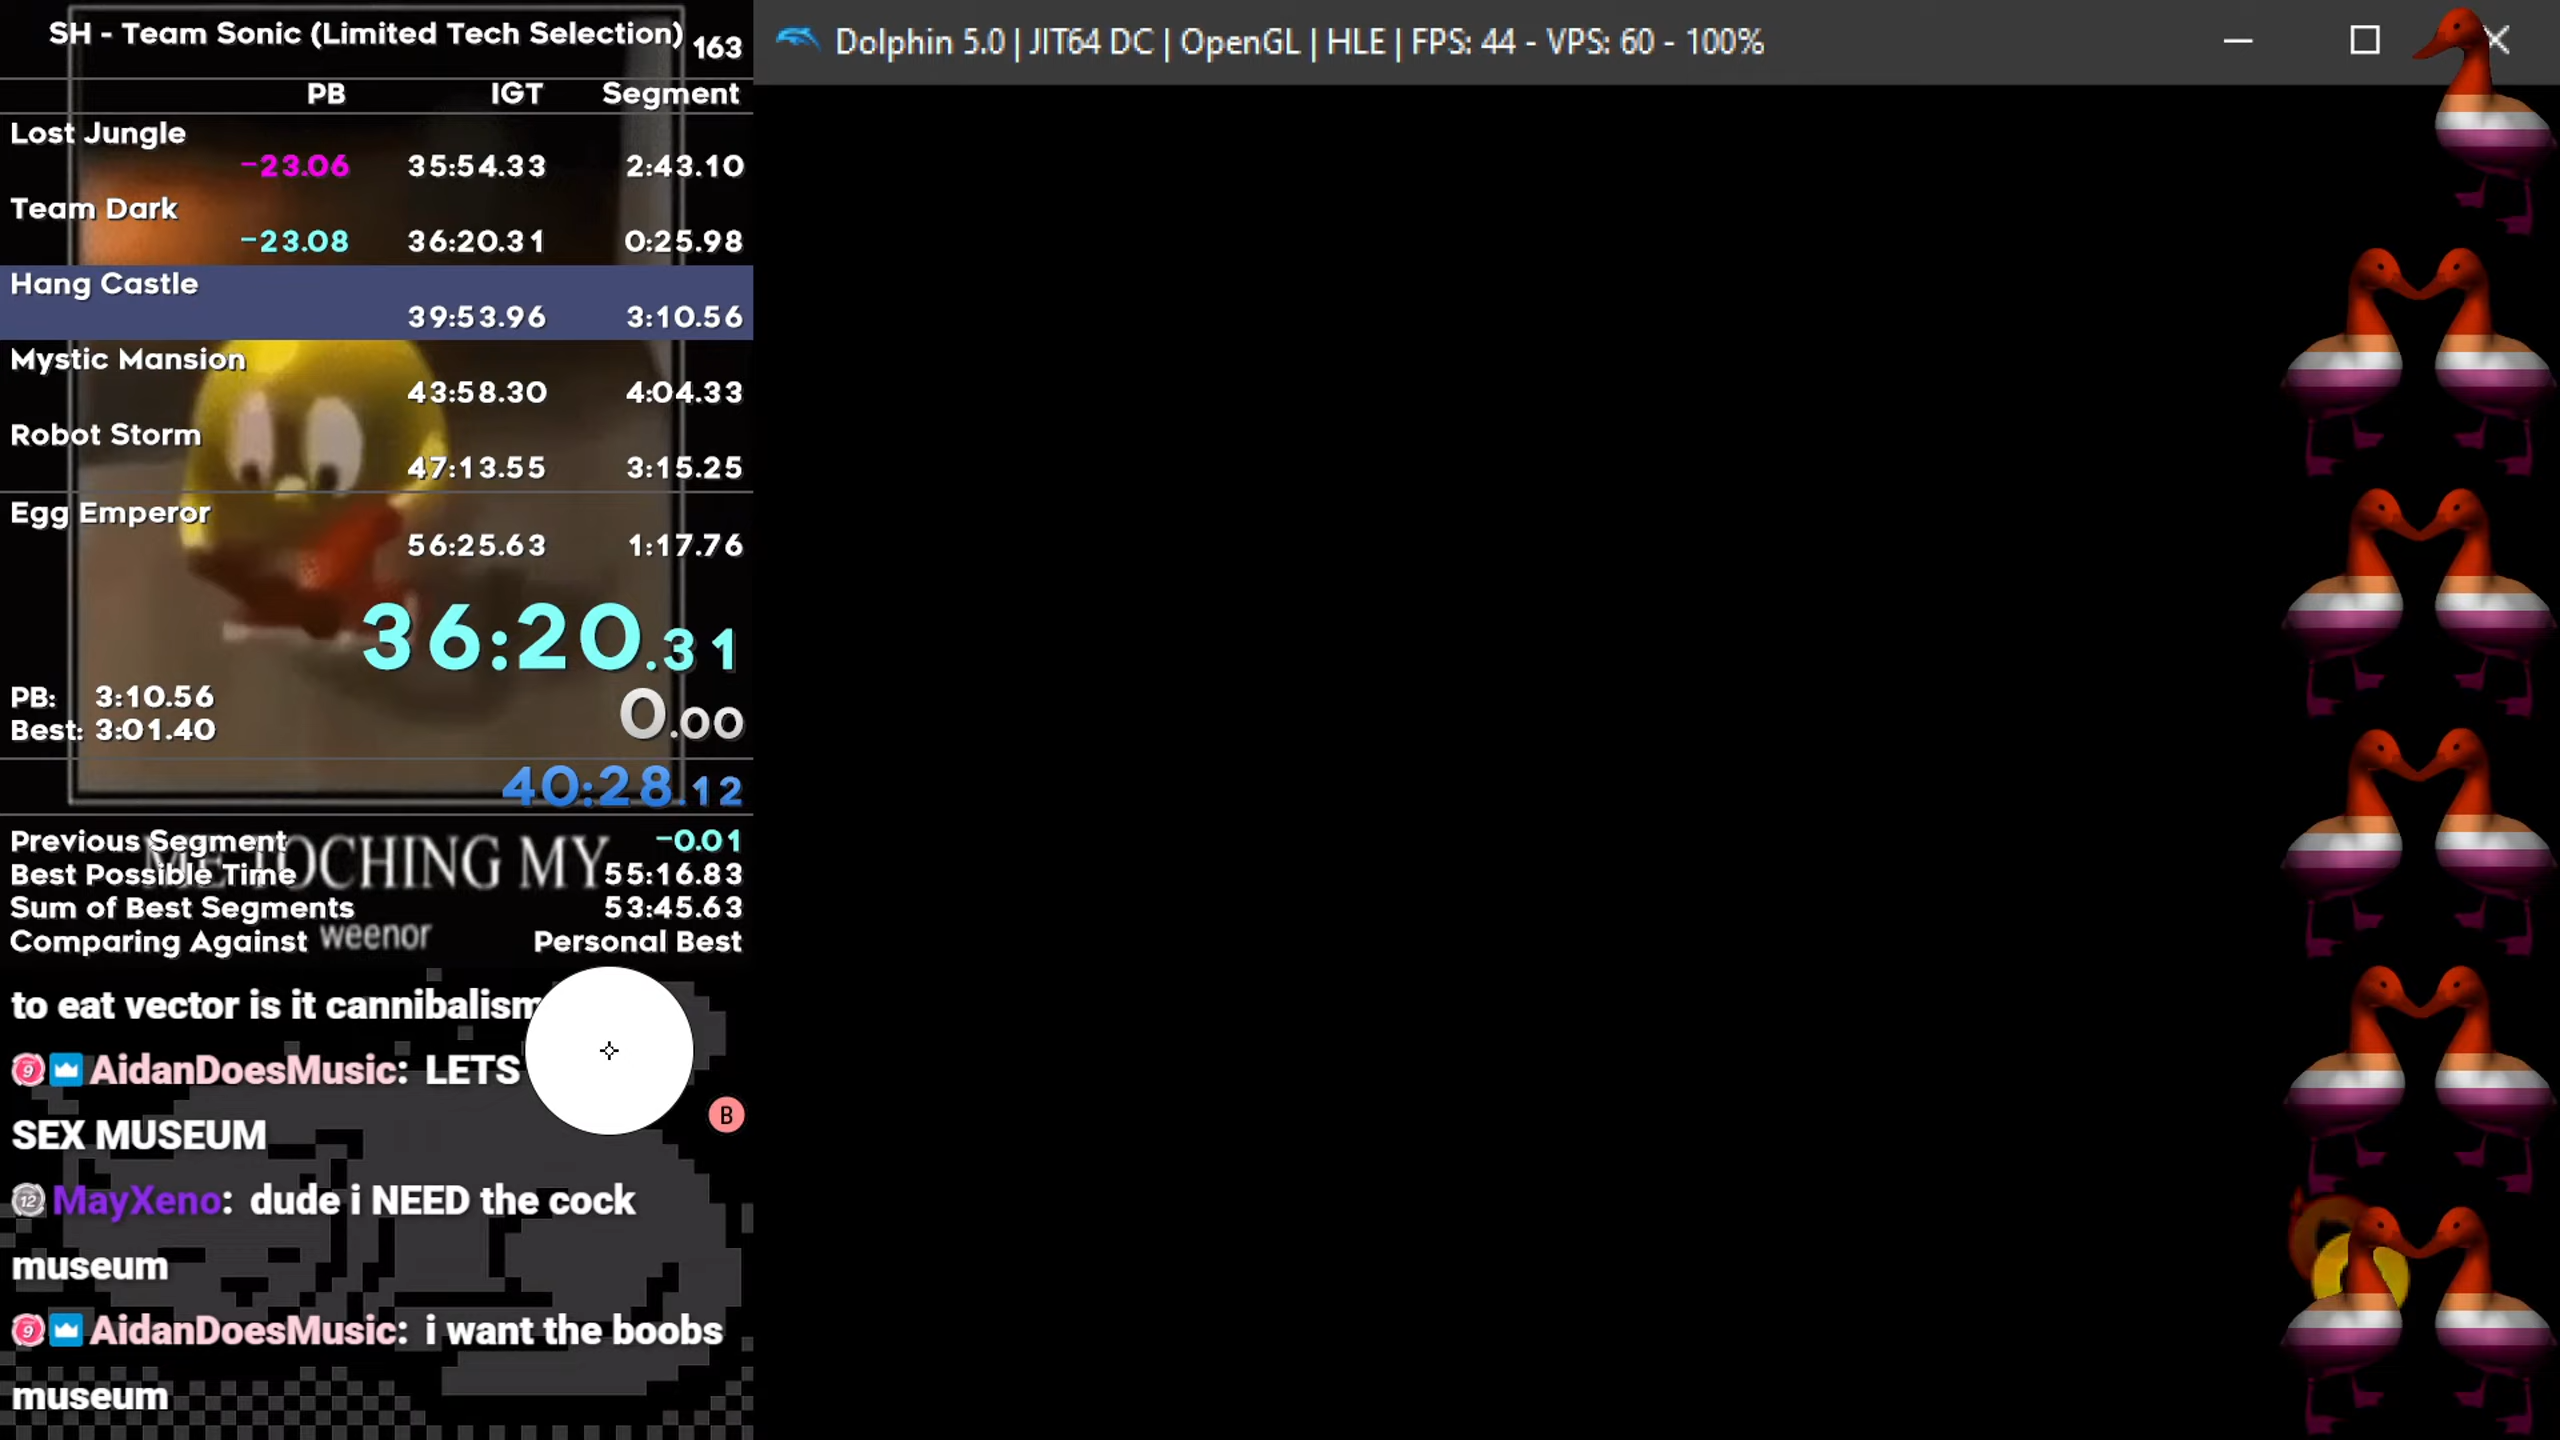 SH - Team Sonic (Limited Tech Selection) 163
Dolphin 5.0 | JIT64 DC | OpenGL | HLE | FPS: 44 - VPS: 60 - 100%
PB IGT Segment
Lost Jungle
-23.06 35:54.33 2:43.10
Team Dark
-23.08 36:20.31 0:25.98
Hang Castle
39:53.96 3:10.56
Mystic Mansion
43:58.30 4:04.33
Robot Storm
47:13.55 3:15.25
Egg Emperor
56:25.63 1:17.76
36:20.31
PB: 3:10.56
Best: 3:01.40
0.00
40:28.12
Previous Segment -0.01
ME TOCHING MY
Best Possible Time 55:16.83
Sum of Best Segments 53:45.63
weenor
Comparing Against Personal Best
to eat vector is it cannibalism
9 AidanDoesMusic: LETS
B
SEX MUSEUM
12 MayXeno: dude i NEED the cock
museum
9 AidanDoesMusic: i want the boobs
museum